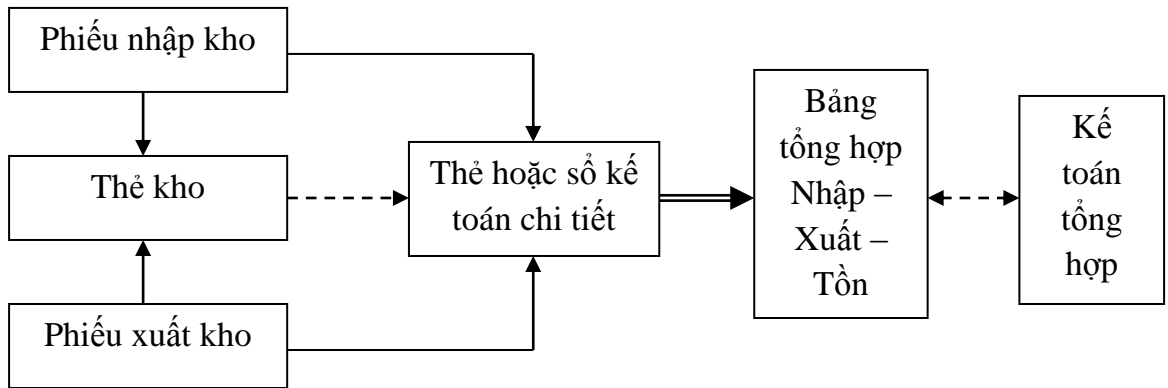 Phiếu nhập kho
Thẻ kho
Phiếu xuất kho
Thẻ hoặc sổ kế
toán chi tiết
Bảng
tổng hợp
Nhập –
Xuất –
Tồn
Kế
toán
tổng
hợp